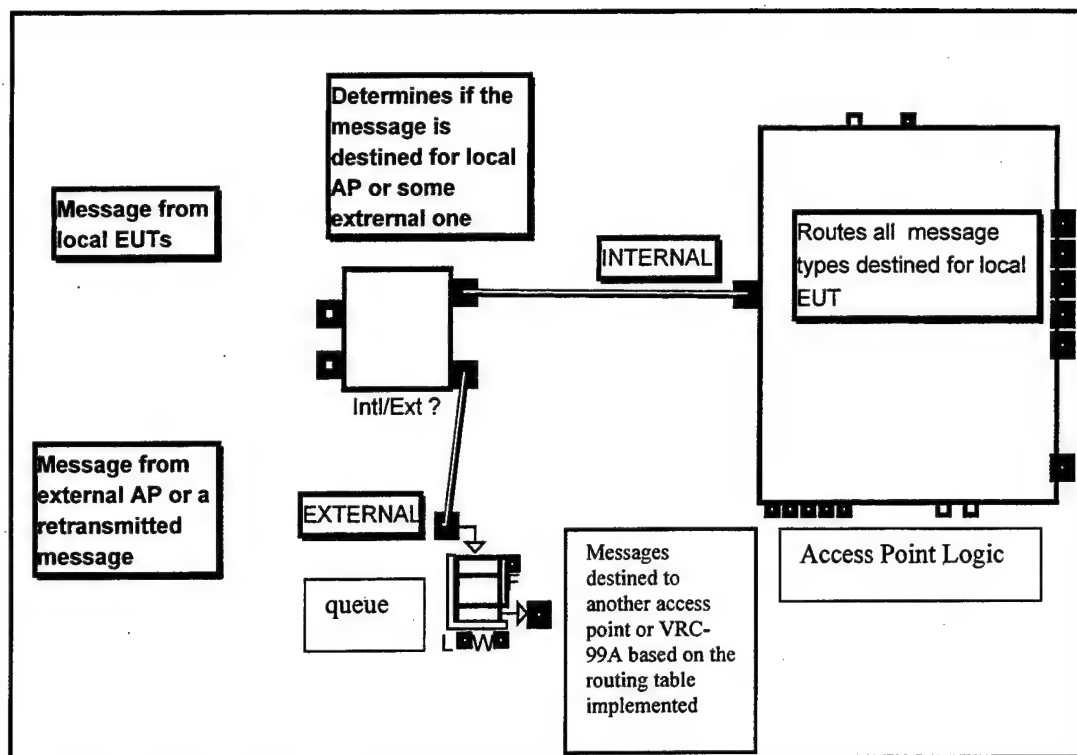 Determines if the
message is
destined for local
AP or some
extrernal one
Message from
local EUTs
INTERNAL
Routes all message
types destined for local
EUT
Intl/Ext ?
Message from
external AP or a
retransmitted
message
EXTERNAL
queue
F
L W
Messages
destined to
another access
point or VRC-
99A based on the
routing table
implemented
Access Point Logic